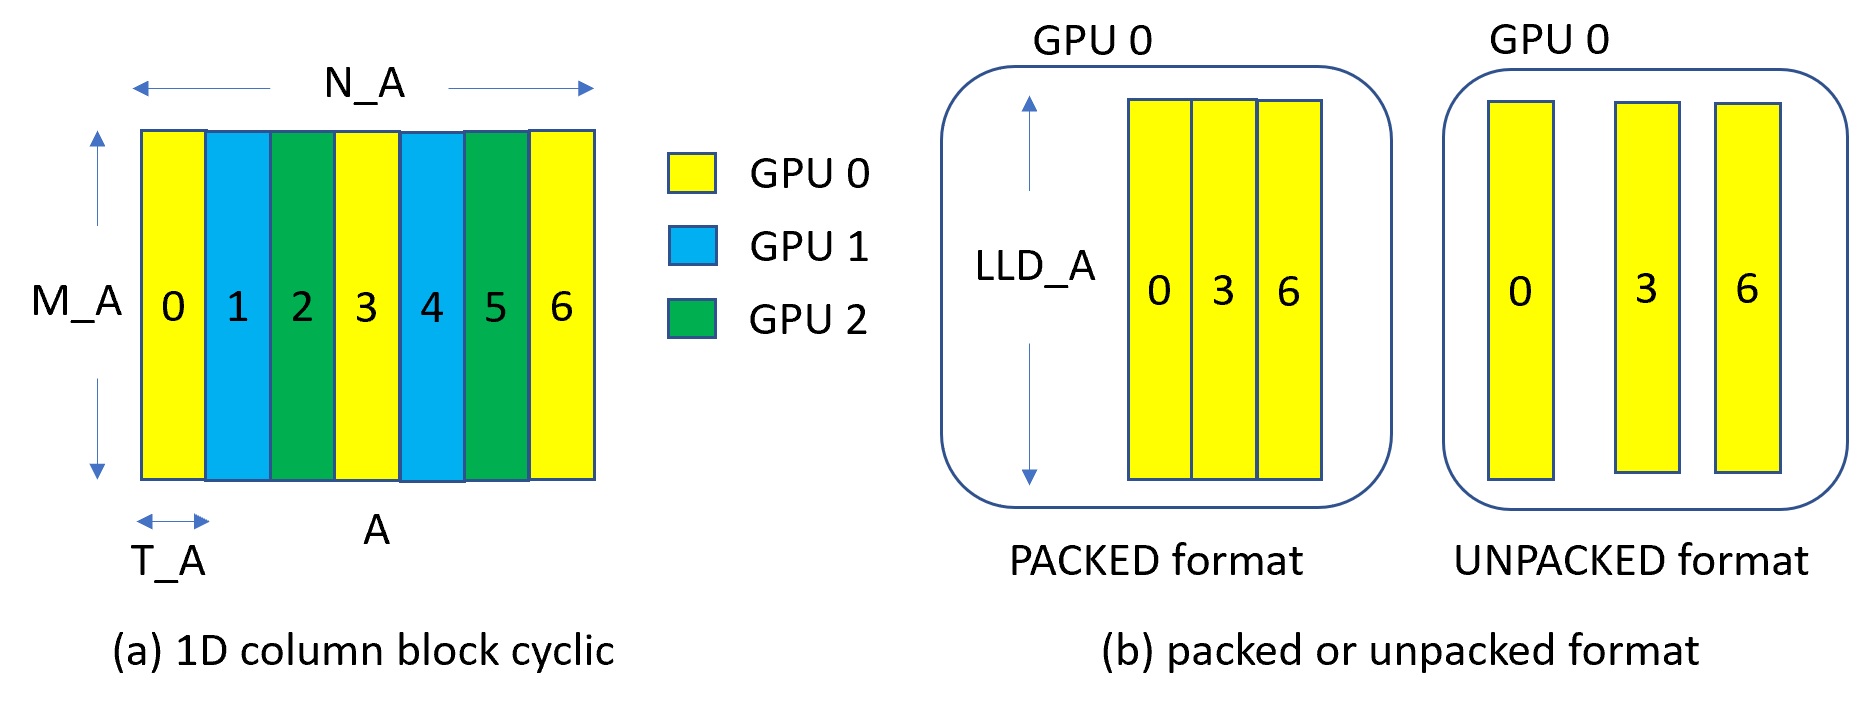 N_A
M_A
0 1 2 3 4 5 6
T_A
A
(a) 1D column block cyclic
GPU 0
GPU 1
GPU 2
GPU 0
LLD_A
0 3 6
PACKED format
GPU 0
0 3 6
UNPACKED format
(b) packed or unpacked format